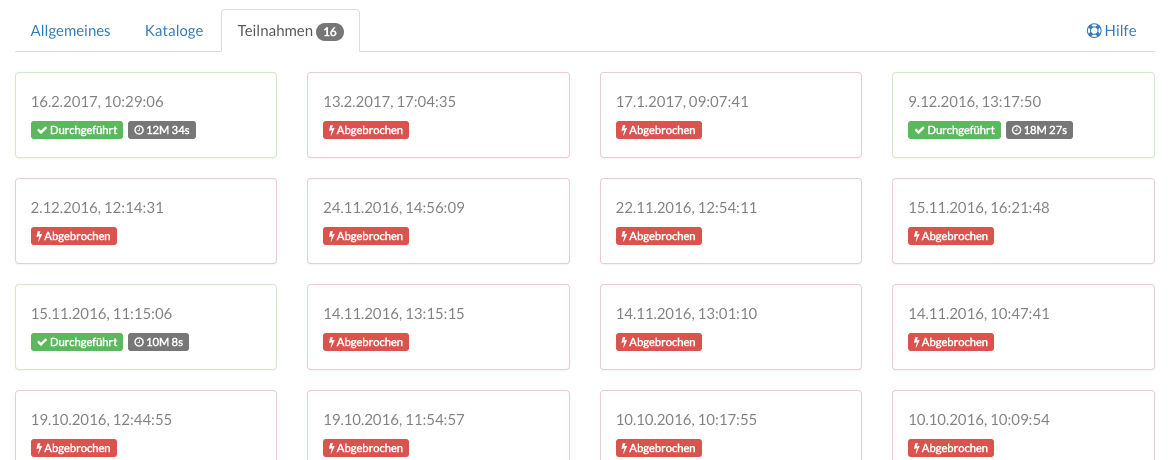 Allgemeines Kataloge Teilnahmen 16 Hilfe
16.2.2017, 10:29:06
Durchgeführt 12M 34s
13.2.2017, 17:04:35
Abgebrochen
17.1.2017, 09:07:41
Abgebrochen
9.12.2016, 13:17:50
Durchgeführt 18M 27s
2.12.2016, 12:14:31
Abgebrochen
24.11.2016, 14:56:09
Abgebrochen
22.11.2016, 12:54:11
Abgebrochen
15.11.2016, 16:21:48
Abgebrochen
15.11.2016, 11:15:06
Durchgeführt 10M 8s
14.11.2016, 13:15:15
Abgebrochen
14.11.2016, 13:01:10
Abgebrochen
14.11.2016, 10:47:41
Abgebrochen
19.10.2016, 12:44:55
Abgebrochen
19.10.2016, 11:54:57
Abgebrochen
10.10.2016, 10:17:55
Abgebrochen
10.10.2016, 10:09:54
Abgebrochen